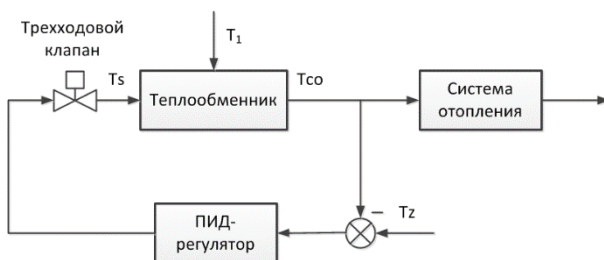 Трехходовой
клапан
Ts
T1
Теплообменник
Tco
Система
отопления
ПИД-
регулятор
–
Tz